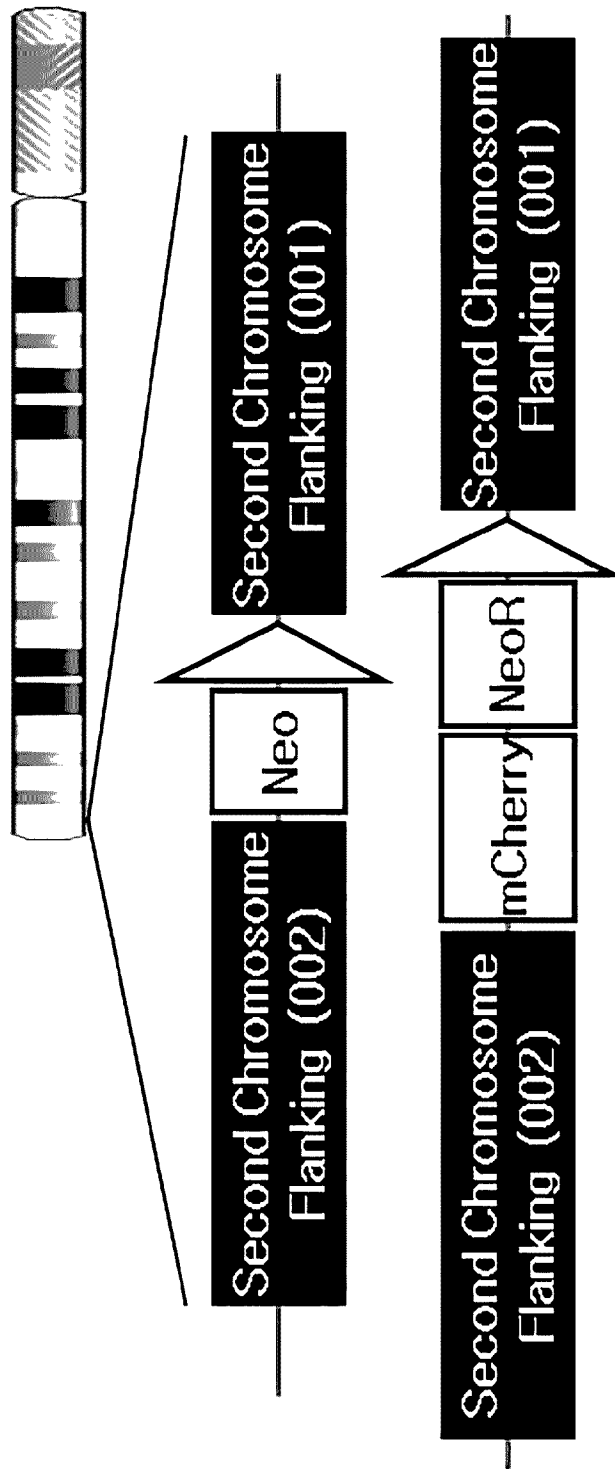 Second Chromosome
Flanking (002)
Neo
Second Chromosome
Flanking (001)
Second Chromosome
Flanking (002)
mCherry
NeoR
Second Chromosome
Flanking (001)